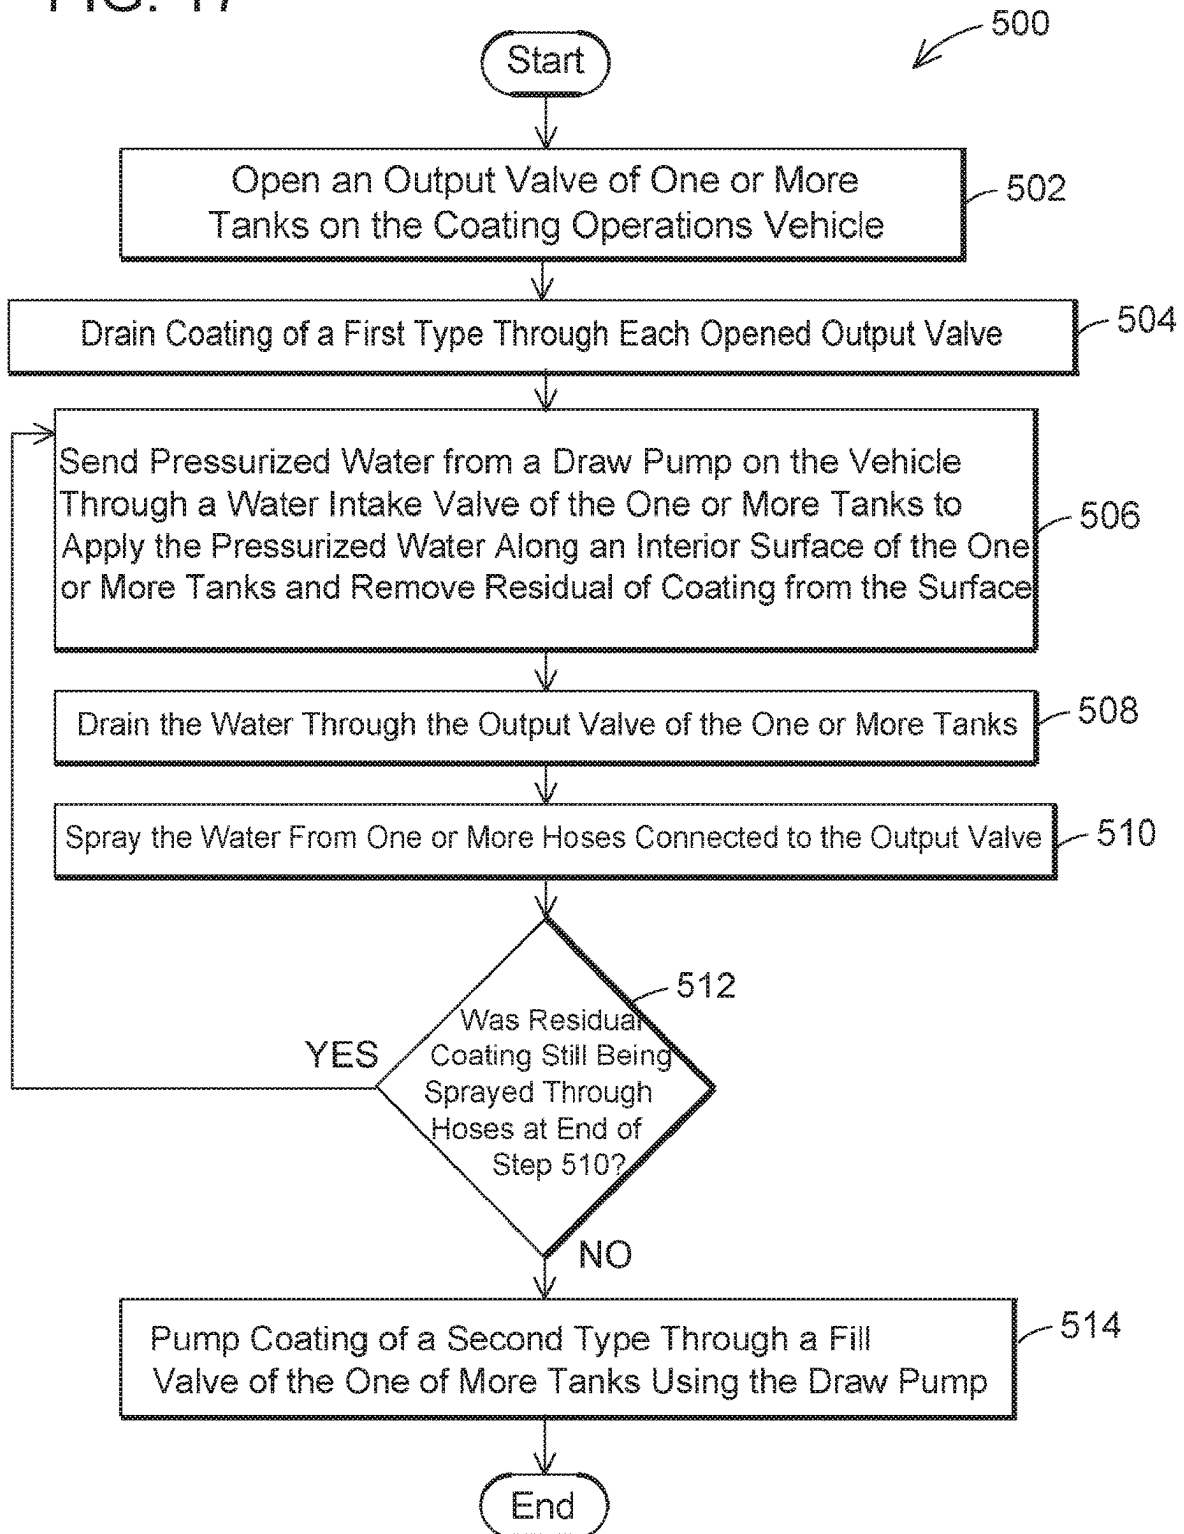 FIG. 17
500
Start
Open an Output Valve of One or More
Tanks on the Coating Operations Vehicle
502
Drain Coating of a First Type Through Each Opened Output Valve
504
Send Pressurized Water from a Draw Pump on the Vehicle
Through a Water Intake Valve of the One or More Tanks to
Apply the Pressurized Water Along an Interior Surface of the One
or More Tanks and Remove Residual of Coating from the Surface
506
Drain the Water Through the Output Valve of the One or More Tanks
508
Spray the Water From One or More Hoses Connected to the Output Valve
510
512
Was Residual
Coating Still Being
Sprayed Through
Hoses at End of
Step 510?
YES
NO
Pump Coating of a Second Type Through a Fill
Valve of the One of More Tanks Using the Draw Pump
514
End